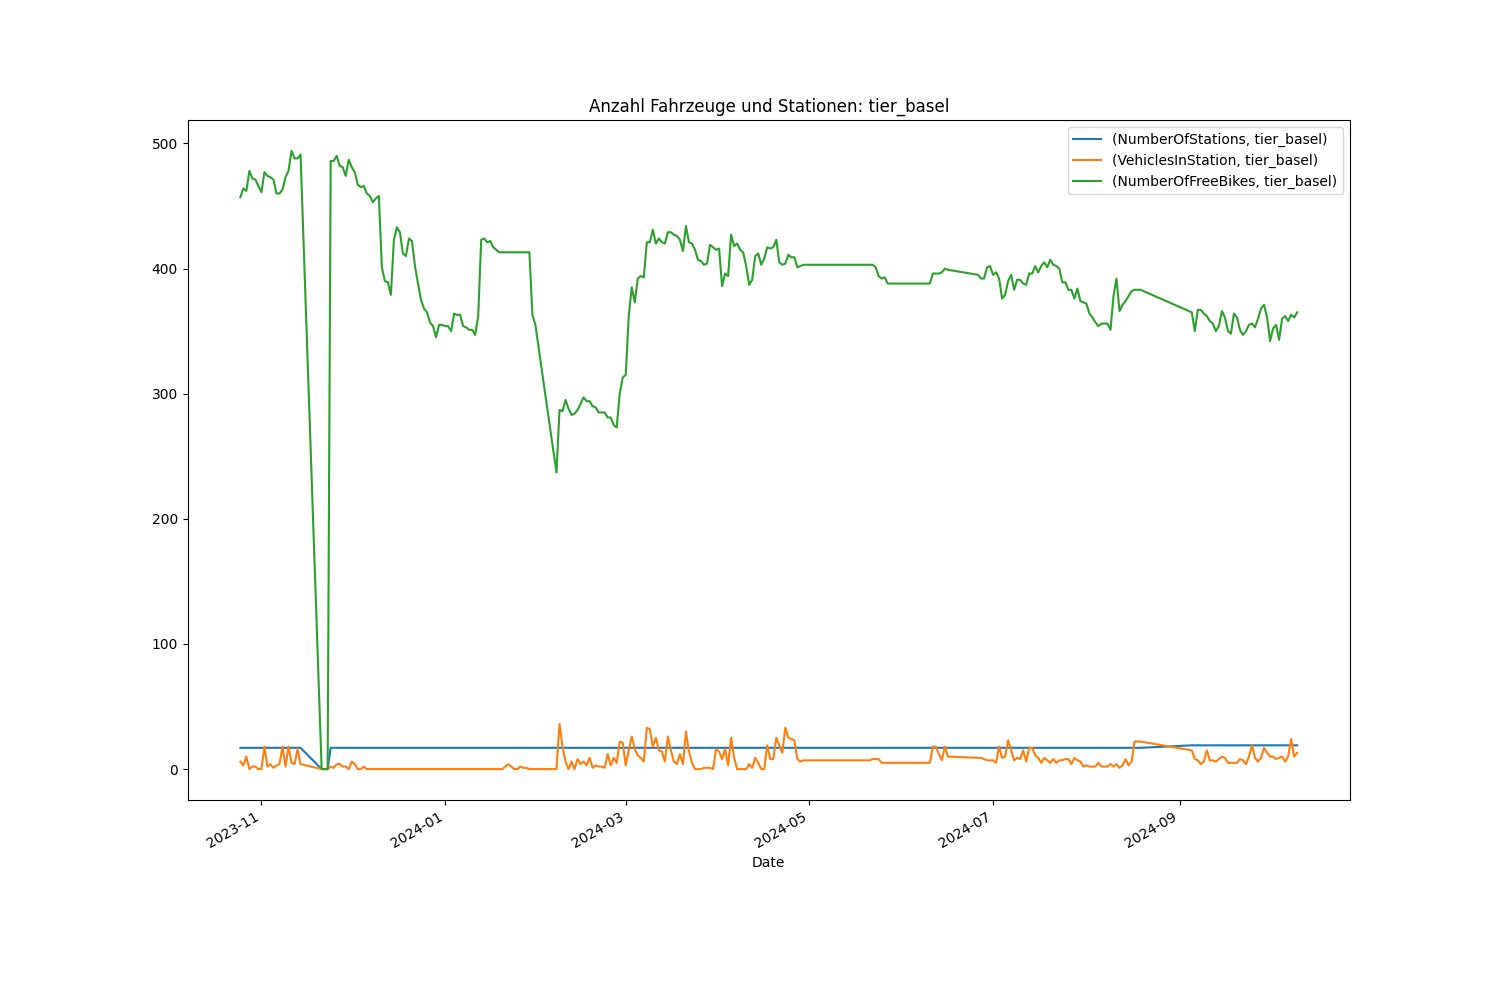 Anzahl Fahrzeuge und Stationen: tier_basel
(NumberOfStations, tier_basel)
(VehiclesInStation, tier_basel)
(NumberOfFreeBikes, tier_basel)
500
400
300
200
100
0
2023-11
2024-01
2024-03
2024-05
2024-07
2024-09
Date